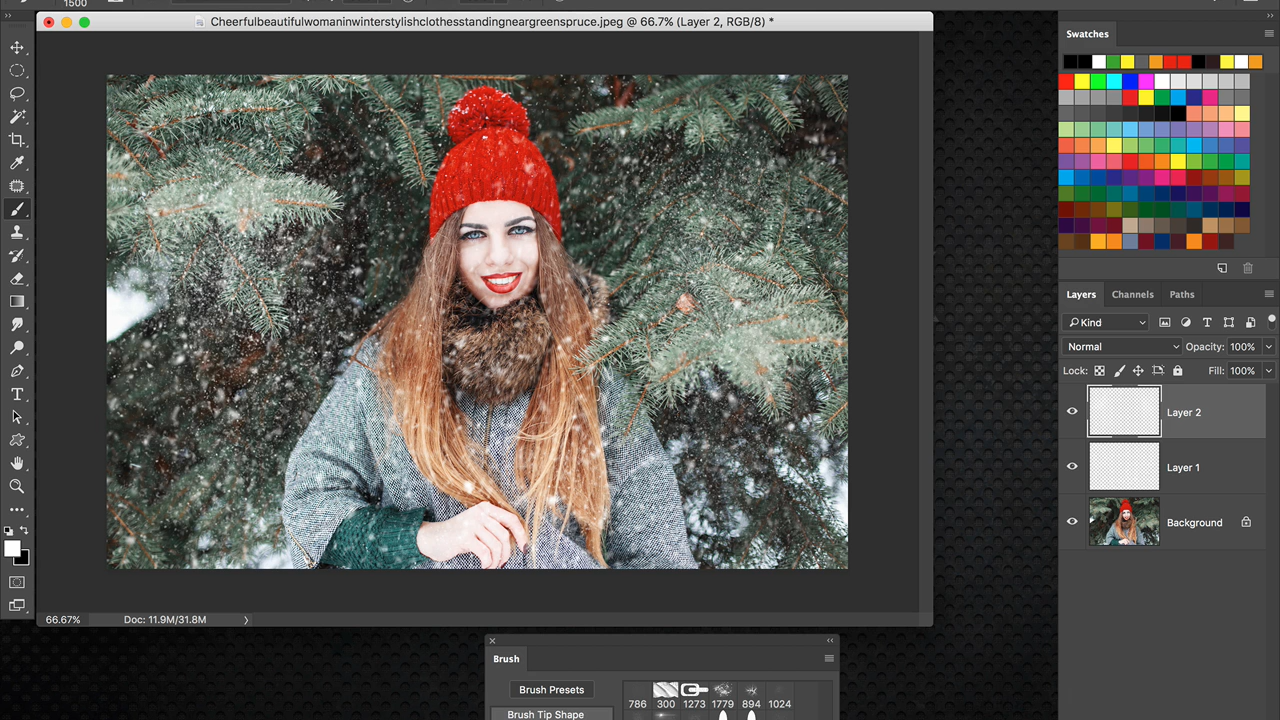 1500
Cheerfulbeautifulwomaninwinterstylishclothesstandingneargreenspruce.jpeg @ 66.7% (Layer 2, RGB/8) *
Swatches
Layers Channels Paths
Kind
Normal Opacity: 100%
Lock: Fill: 100%
Layer 2
Layer 1
Background
66.67% Doc: 11.9M/31.8M
Brush
Brush Presets
786 300 1273 1779 894 1024
Brush Tip Shape